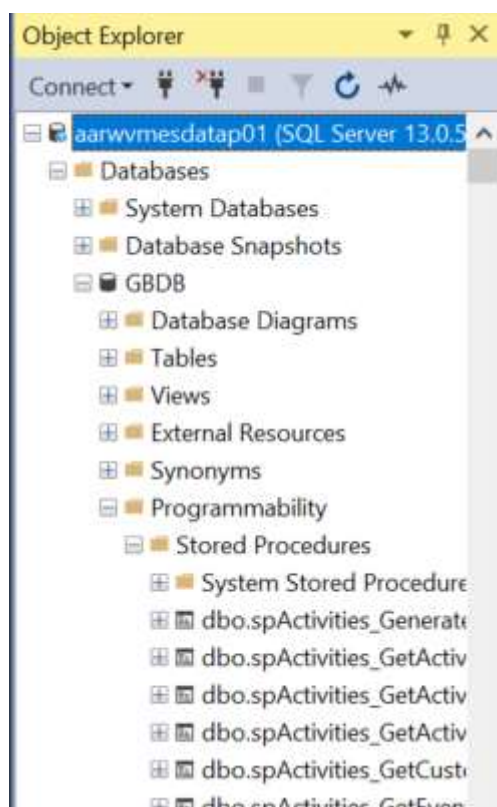 Object Explorer
Connect
aarwvmesdatap01 (SQL Server 13.0.5
Databases
System Databases
Database Snapshots
GBDB
Database Diagrams
Tables
Views
External Resources
Synonyms
Programmability
Stored Procedures
System Stored Procedure
dbo.spActivities_Generate
dbo.spActivities_GetActiv
dbo.spActivities_GetActiv
dbo.spActivities_GetActiv
dbo.spActivities_GetCust
dbo.spActivities_GetEven